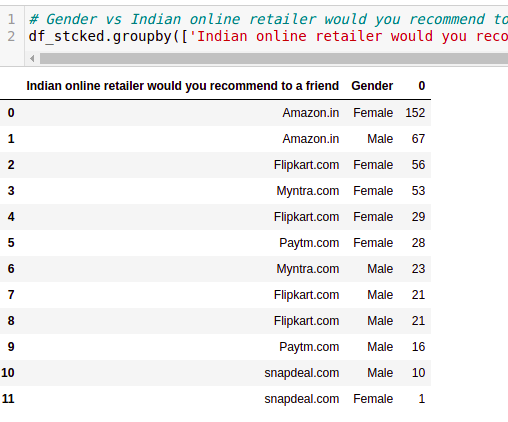 1 # Gender vs Indian online retailer would you recommend to
2 df_stcked.groupby(['Indian online retailer would you reco
Indian online retailer would you recommend to a friend Gender 0
0 Amazon.in Female 152
1 Amazon.in Male 67
2 Flipkart.com Female 56
3 Myntra.com Female 53
4 Flipkart.com Female 29
5 Paytm.com Female 28
6 Myntra.com Male 23
7 Flipkart.com Male 21
8 Flipkart.com Male 21
9 Paytm.com Male 16
10 snapdeal.com Male 10
11 snapdeal.com Female 1